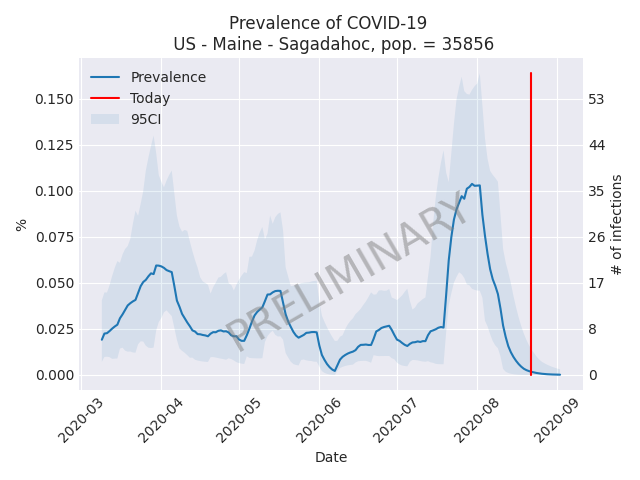 Prevalence of COVID-19
US - Maine - Sagadahoc, pop. = 35856
Prevalence
Today
95CI
0.150
0.125
0.100
0.075
0.050
0.025
0.000
%
53
44
35
26
17
8
0
# of infections
PRELIMINARY
2020-03
2020-04
2020-05
2020-06
2020-07
2020-08
2020-09
Date